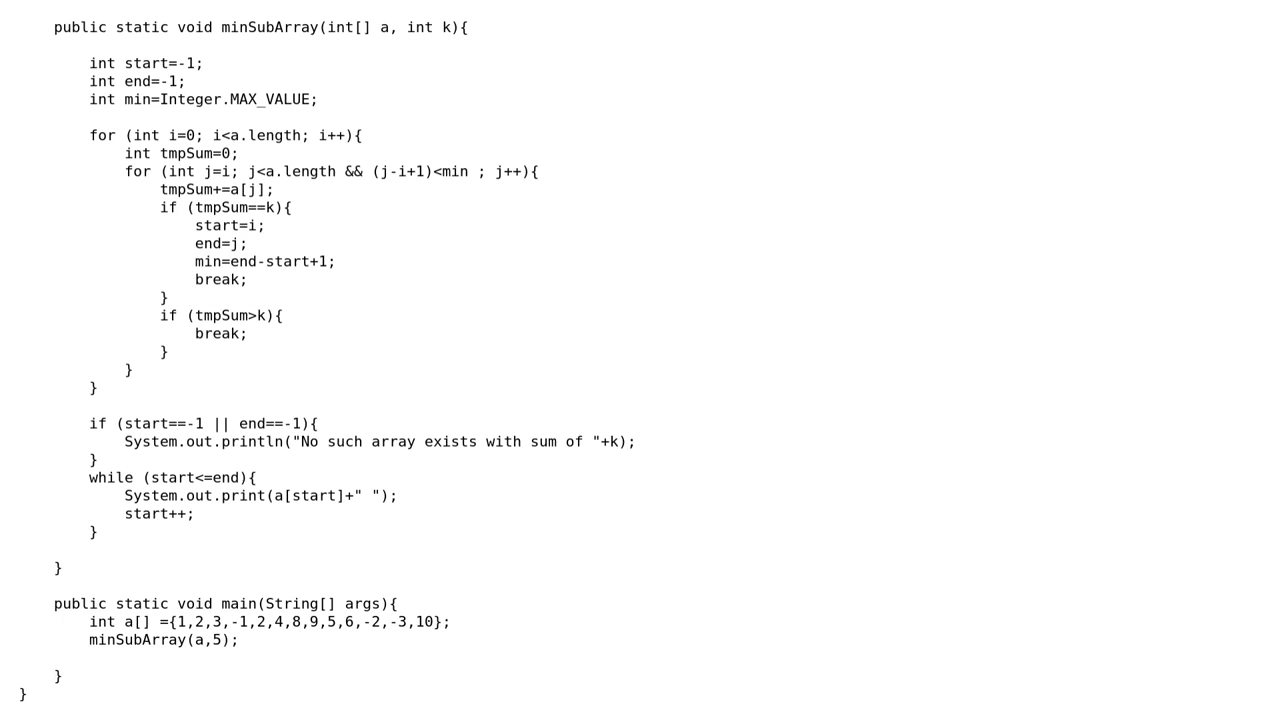 public static void minSubArray(int[] a, int k){
int start=-1;
int end=-1;
int min=Integer.MAX_VALUE;
for (int i=0; i<a.length; i++){
int tmpSum=0;
for (int j=i; j<a.length && (j-i+1)<min ; j++){
tmpSum+=a[j];
if (tmpSum==k){
start=i;
end=j;
min=end-start+1;
break;
}
if (tmpSum>k){
break;
}
}
}
if (start==-1 || end==-1){
System.out.println("No such array exists with sum of "+k);
}
while (start<=end){
System.out.print(a[start]+" ");
start++;
}
}
public static void main(String[] args){
int a[] ={1,2,3,-1,2,4,8,9,5,6,-2,-3,10};
minSubArray(a,5);
}
}